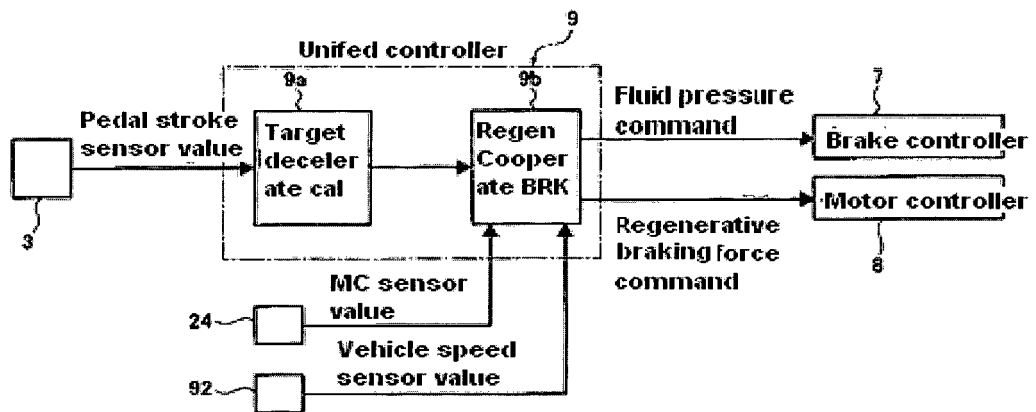 Unifed controller
9
9a
9b
7
Pedal stroke
sensor value
Target
deceler
ate cal
Regen
Cooper
ate BRK
Fluid pressure
command
Brake controller
Motor controller
3
8
Regenerative
braking force
command
MC sensor
value
24
Vehicle speed
sensor value
92